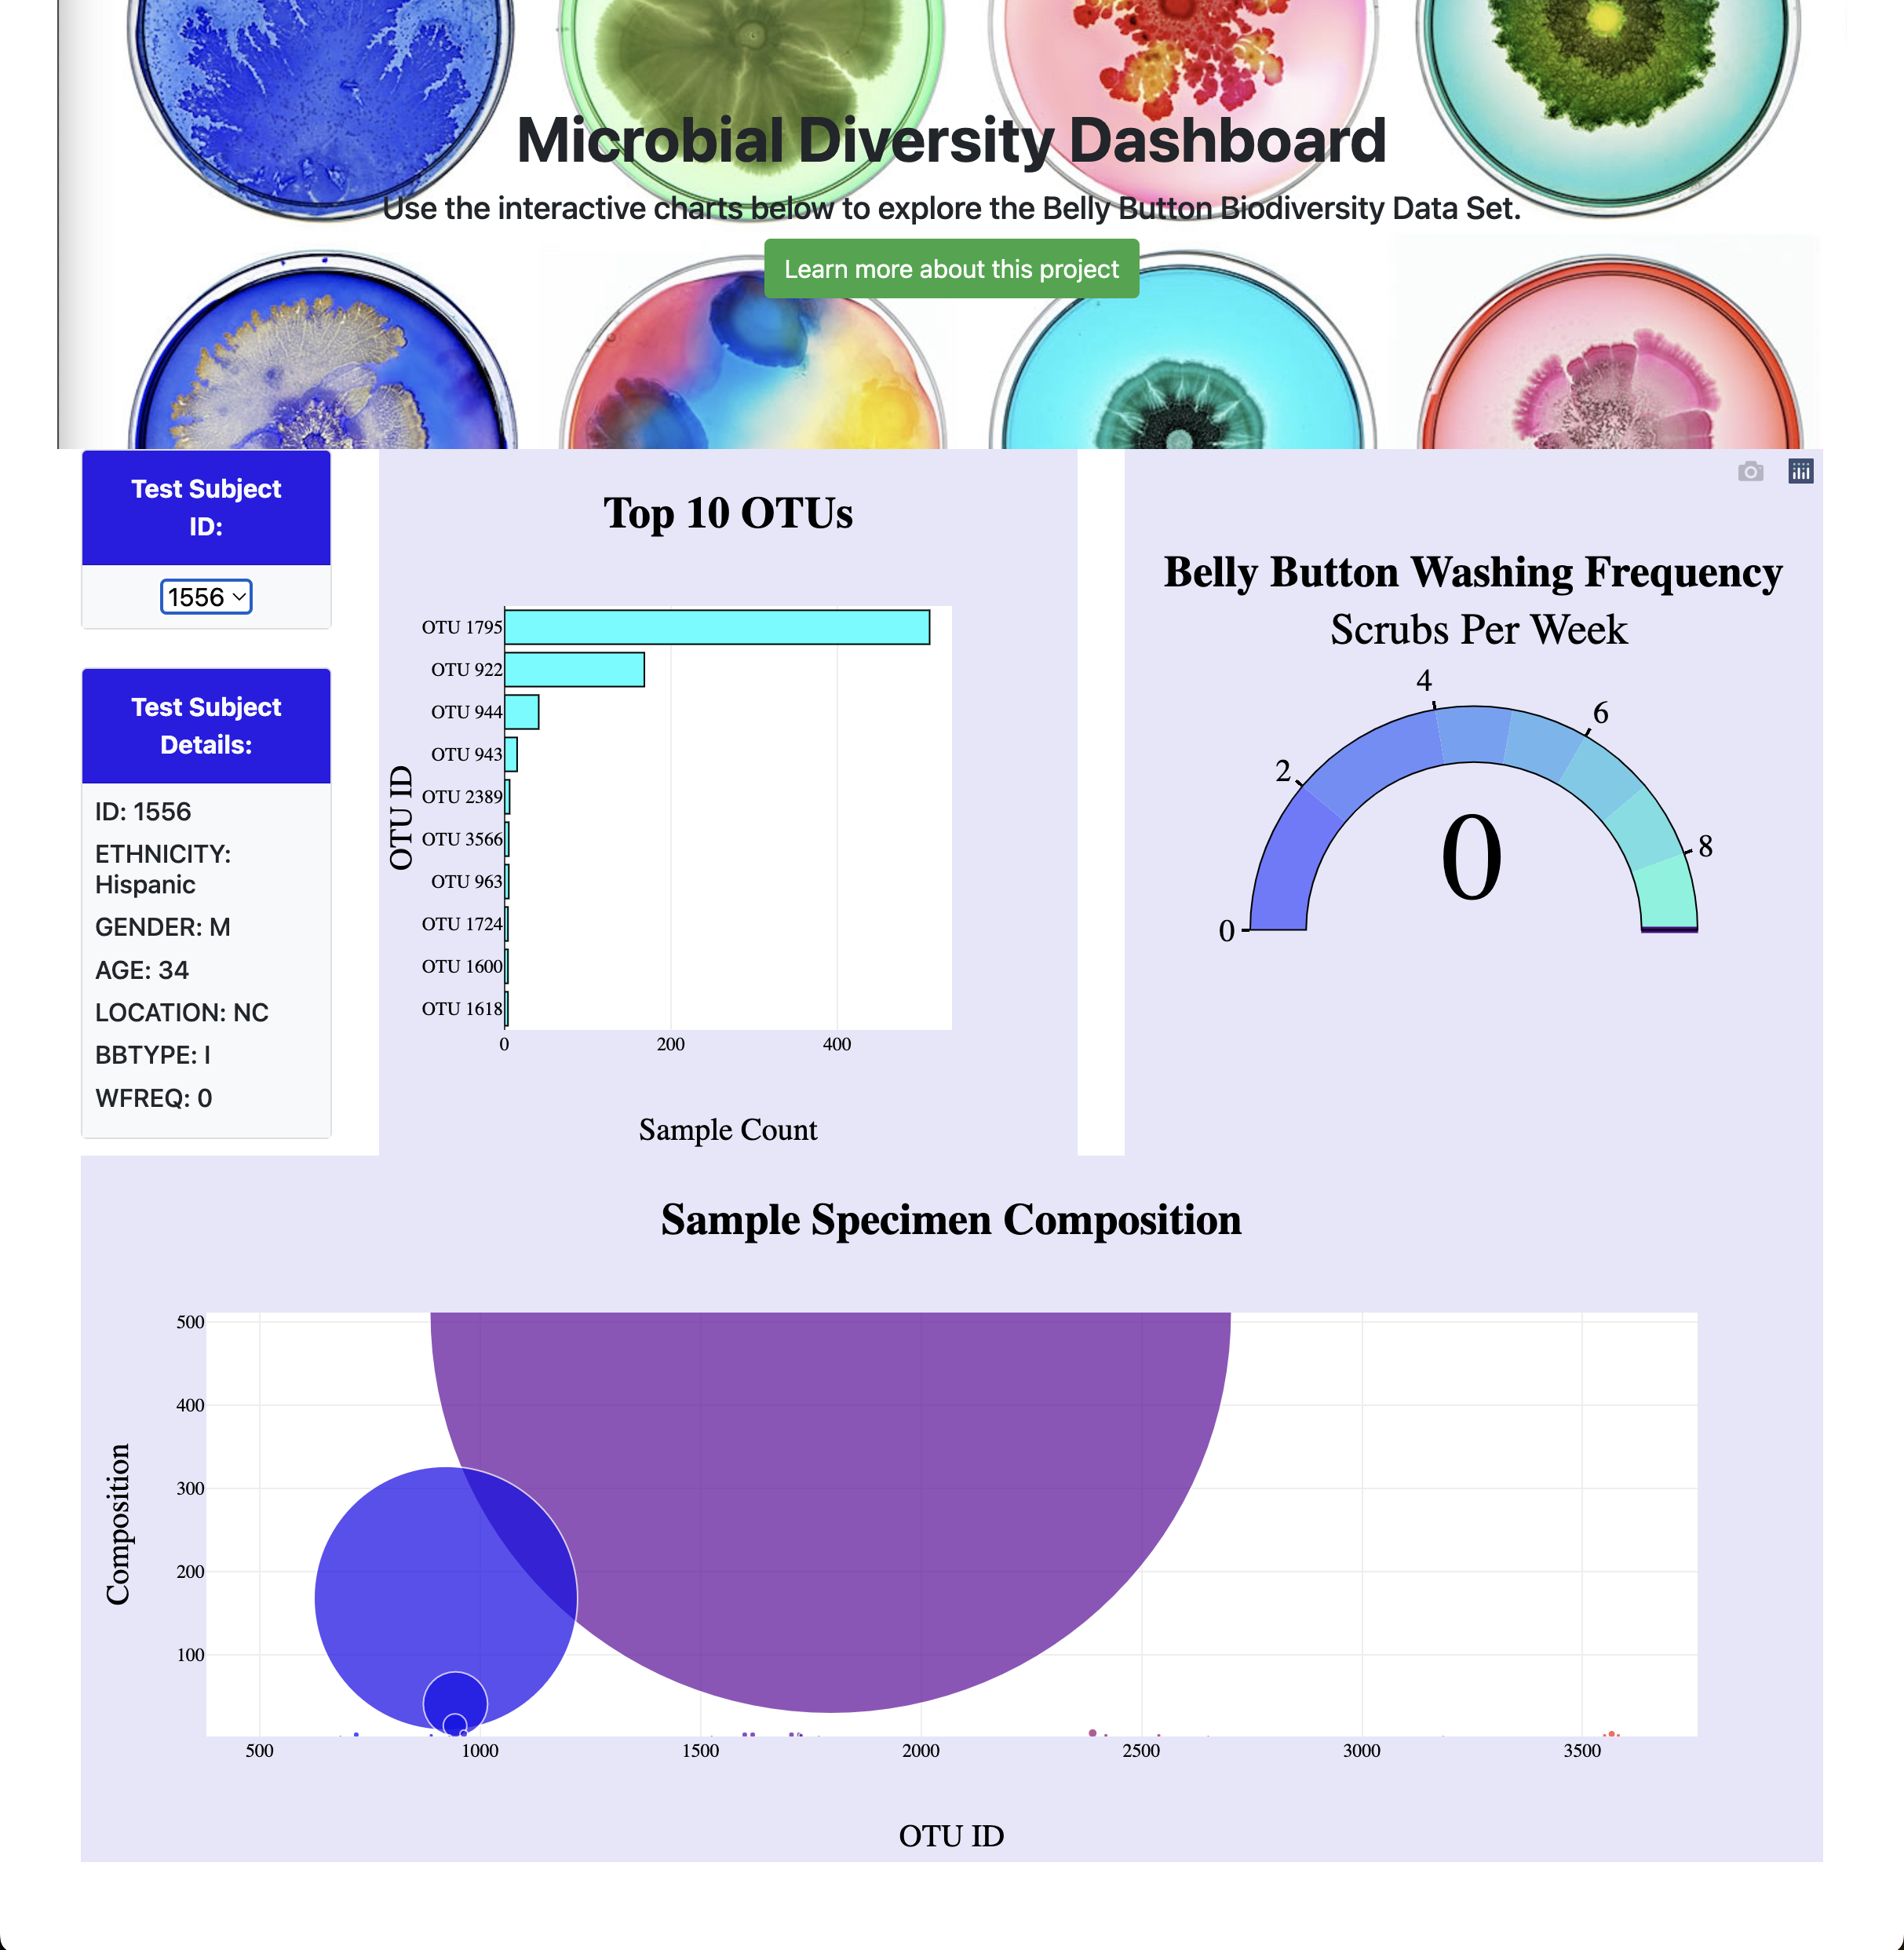 Microbial Diversity Dashboard
Use the interactive charts below to explore the Belly Button Biodiversity Data Set.
Learn more about this project
Test Subject
ID:
1556
Test Subject
Details:
ID: 1556
ETHNICITY:
Hispanic
GENDER: M
AGE: 34
LOCATION: NC
BBTYPE: I
WFREQ: 0
Top 10 OTUs
OTU ID
OTU 1795
OTU 922
OTU 944
OTU 943
OTU 2389
OTU 3566
OTU 963
OTU 1724
OTU 1600
OTU 1618
0 200 400
Sample Count
Belly Button Washing Frequency
Scrubs Per Week
0
2
4
6
8
0
Sample Specimen Composition
Composition
500
400
300
200
100
500 1000 1500 2000 2500 3000 3500
OTU ID